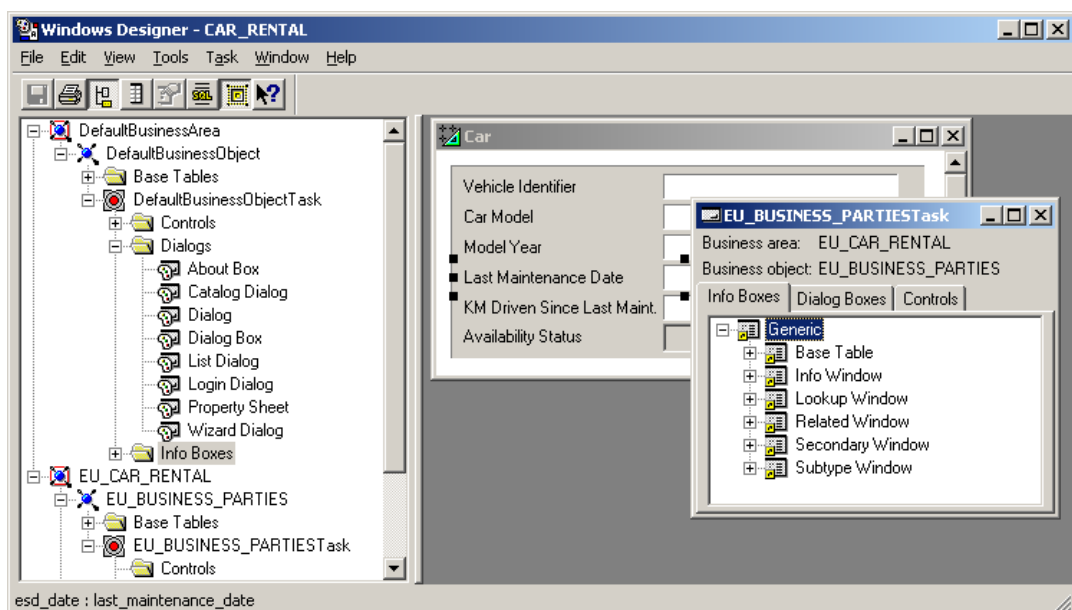 Windows Designer - CAR_RENTAL
File Edit View Tools Task Window Help
SQL
DefaultBusinessArea
DefaultBusinessObject
Base Tables
DefaultBusinessObjectTask
Controls
Dialogs
About Box
Catalog Dialog
Dialog
Dialog Box
List Dialog
Login Dialog
Property Sheet
Wizard Dialog
Info Boxes
EU_CAR_RENTAL
EU_BUSINESS_PARTIES
Base Tables
EU_BUSINESS_PARTIESTask
Controls
Car
Vehicle Identifier
Car Model
Model Year
Last Maintenance Date
KM Driven Since Last Maint.
Availability Status
EU_BUSINESS_PARTIESTask
Business area: EU_CAR_RENTAL
Business object: EU_BUSINESS_PARTIES
Info Boxes Dialog Boxes Controls
Generic
Base Table
Info Window
Lookup Window
Related Window
Secondary Window
Subtype Window
esd_date : last_maintenance_date